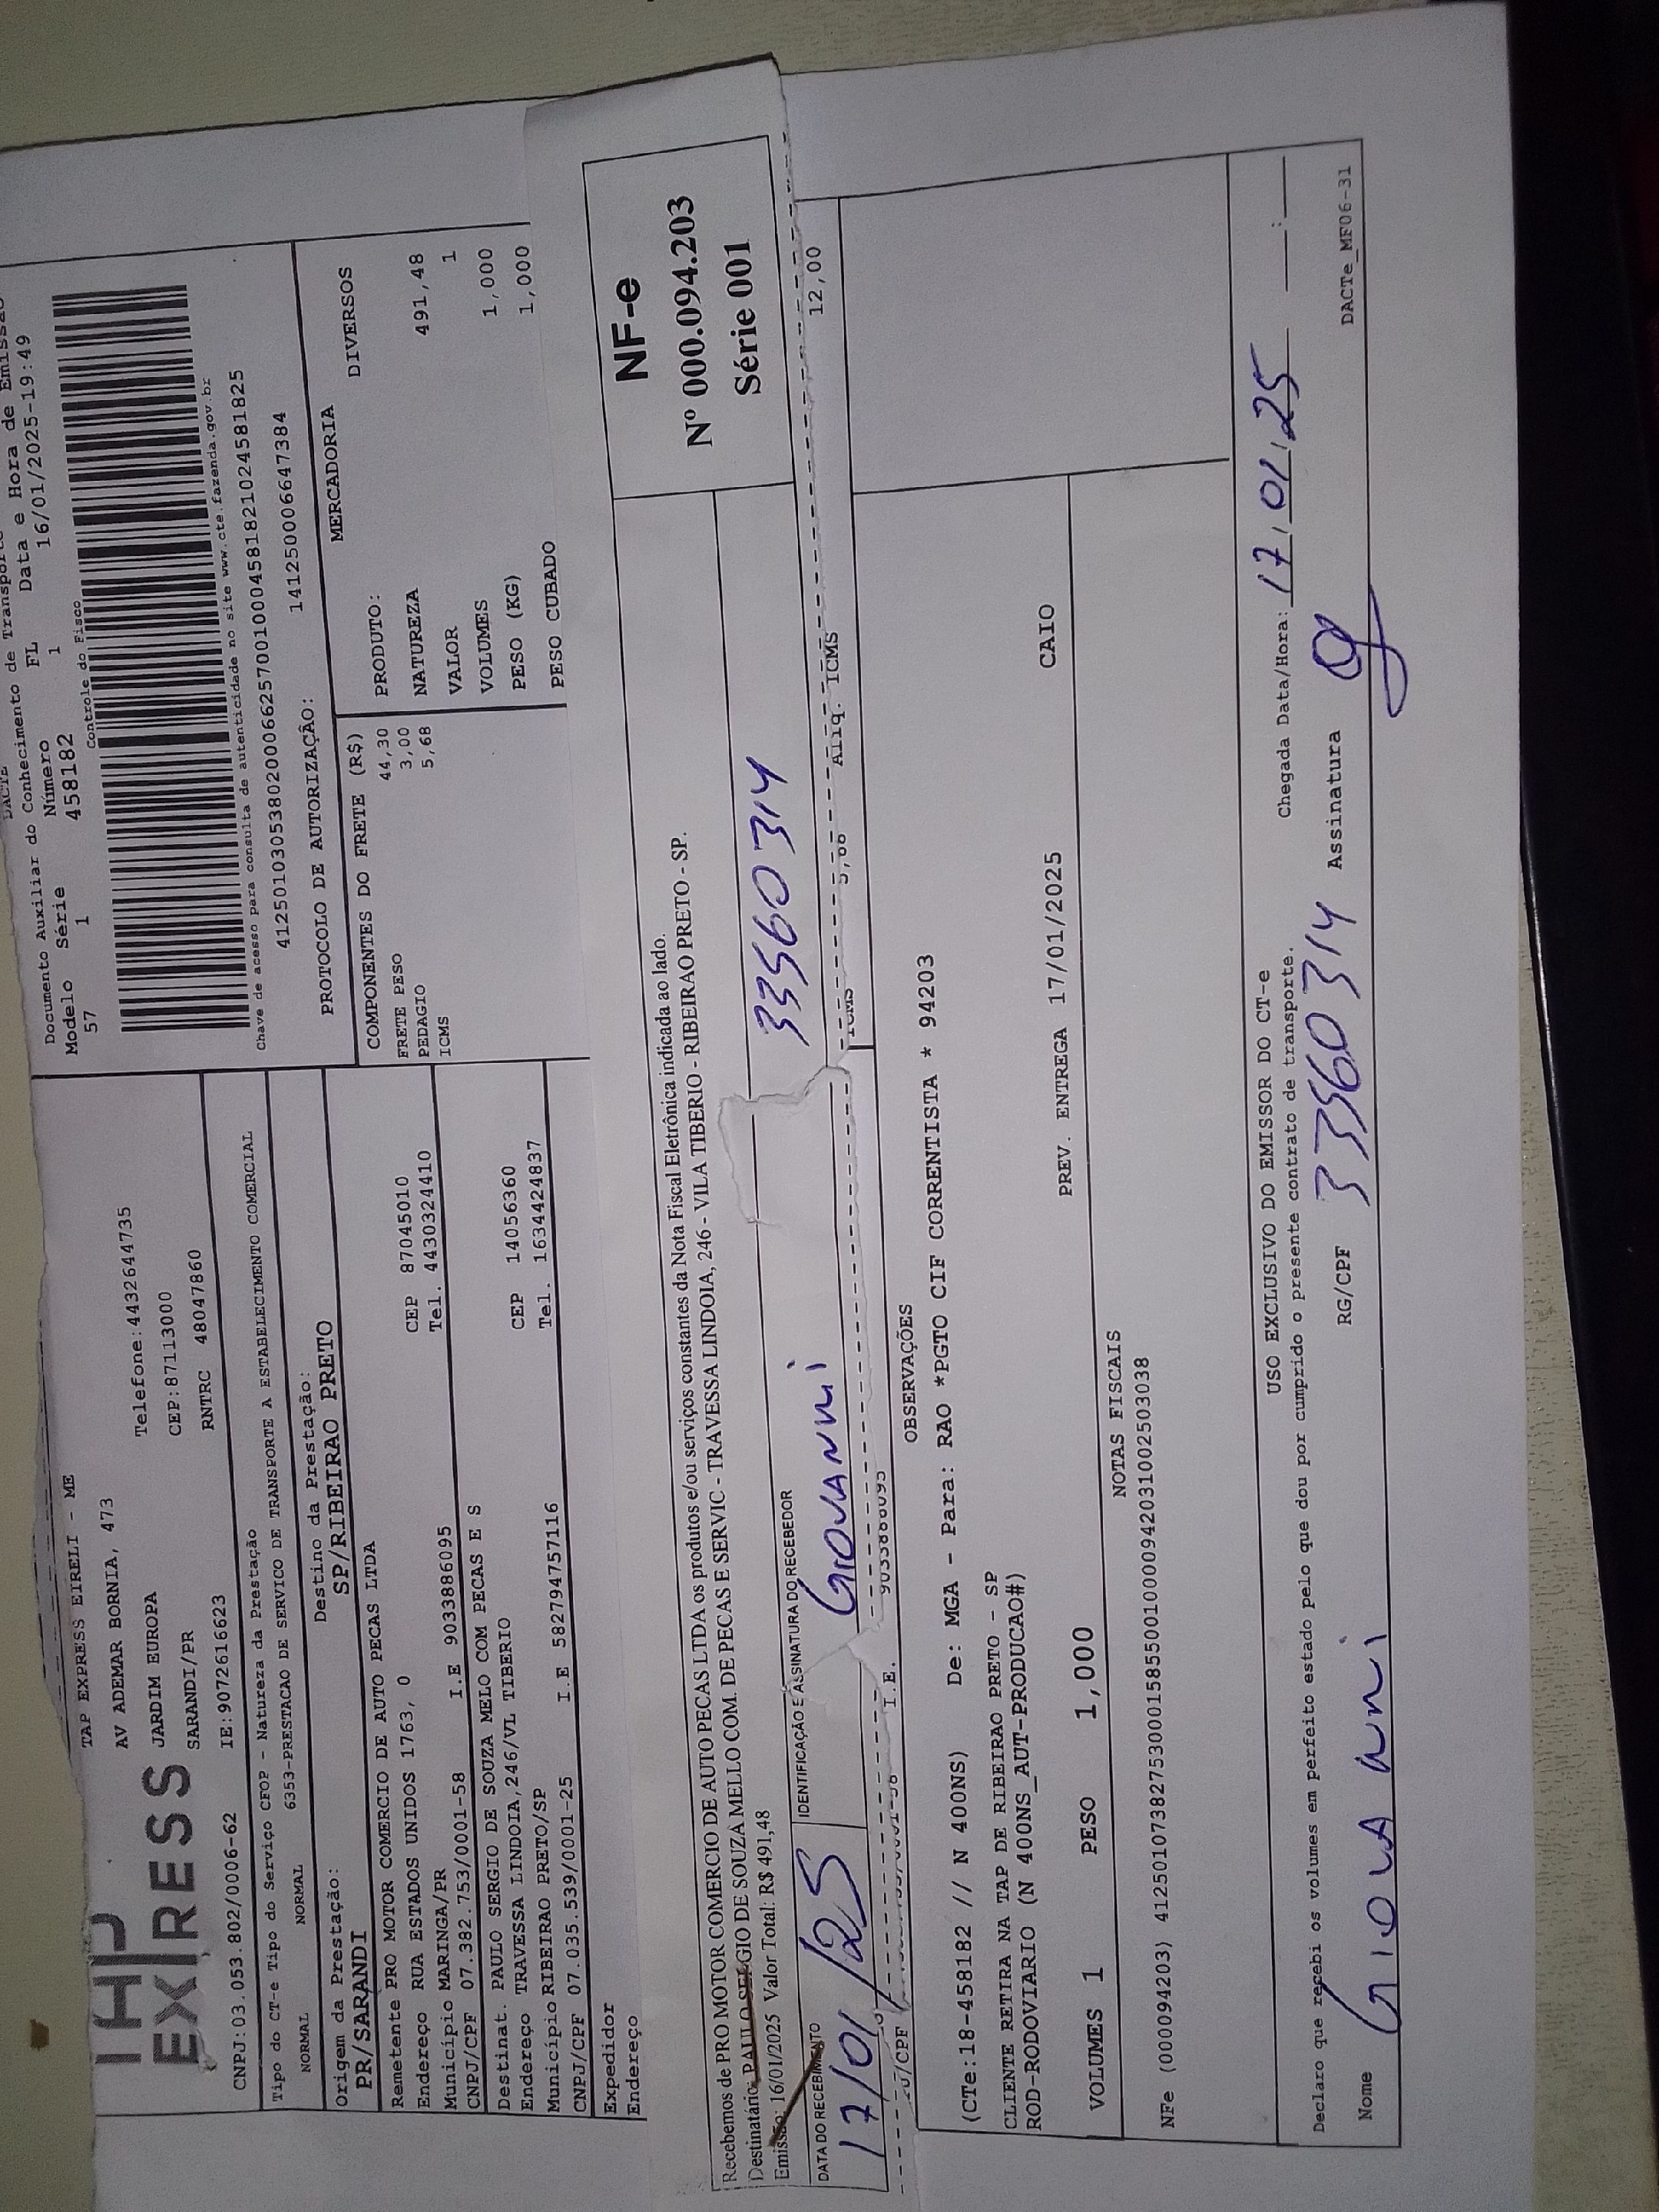 TAP
EXPRESS
TAP EXPRESS EIRELI - ME
AV ADEMAR BORNIA, 473
JARDIM EUROPA Telefone:4432644735
SARANDI/PR CEP:87113000
CNPJ:03.053.802/0006-62 IE:9072616623 RNTRC 48047860
DACTE
Documento Auxiliar do Conhecimento de Transporte
Modelo Série Número FL Data e Hora de Emissão
57 1 458182 1 16/01/2025-19:49
Controle do Fisco
Chave de acesso para consulta de autenticidade no site www.cte.fazenda.gov.br
41250103053802000662570010004581821024581825
PROTOCOLO DE AUTORIZAÇÃO: 141250006647384
Tipo do CT-e Tipo do Serviço CFOP - Natureza da Prestação
NORMAL NORMAL 6353-PRESTACAO DE SERVICO DE TRANSPORTE A ESTABELECIMENTO COMERCIAL
Origem da Prestação: Destino da Prestação:
PR/SARANDI SP/RIBEIRAO PRETO
Remetente PRO MOTOR COMERCIO DE AUTO PECAS LTDA
Endereço RUA ESTADOS UNIDOS 1763, 0 CEP 87045010
Município MARINGA/PR Tel. 4430324410
CNPJ/CPF 07.382.753/0001-58 I.E 9033886095
Destinat. PAULO SERGIO DE SOUZA MELO COM PECAS E S
Endereço TRAVESSA LINDOIA,246/VL TIBERIO CEP 14056360
Município RIBEIRAO PRETO/SP Tel. 1634424837
CNPJ/CPF 07.035.539/0001-25 I.E 582794757116
Expedidor
Endereço
COMPONENTES DO FRETE (R$)
FRETE PESO 44,30
PEDAGIO 3,00
ICMS 5,68
MERCADORIA
PRODUTO: DIVERSOS
NATUREZA
VALOR 491,48
VOLUMES 1
PESO (KG) 1,000
PESO CUBADO 1,000
Recebemos de PRO MOTOR COMERCIO DE AUTO PECAS LTDA os produtos e/ou serviços constantes da Nota Fiscal Eletrônica indicada ao lado.
Destinatário: PAULO SERGIO DE SOUZA MELLO COM. DE PECAS E SERVIC - TRAVESSA LINDOIA, 246 - VILA TIBERIO - RIBEIRAO PRETO - SP.
Emissão: 16/01/2025 Valor Total: R$ 491,48
DATA DO RECEBIMENTO IDENTIFICAÇÃO E ASSINATURA DO RECEBEDOR
17/01/25 GIOVANNI 33560314
NF-e
Nº 000.094.203
Série 001
I.E. 9033886095 ICMS Alíq. ICMS 12,00
OBSERVAÇÕES
(CTe:18-458182 // N 400NS) De: MGA - Para: RAO *PGTO CIF CORRENTISTA * 94203
CLIENTE RETIRA NA TAP DE RIBEIRAO PRETO - SP
ROD-RODOVIARIO (N 400NS_AUT-PRODUCAO#)
PREV. ENTREGA 17/01/2025 CAIO
VOLUMES 1 PESO 1,000
NOTAS FISCAIS
NFe (000094203) 41250107382753000158550010000942031002503038
USO EXCLUSIVO DO EMISSOR DO CT-e
Declaro que recebi os volumes em perfeito estado pelo que dou por cumprido o presente contrato de transporte. Chegada Data/Hora: 17/01/25 __:__
Nome Giovanni RG/CPF 33560314 Assinatura
DACTe_MF06-31